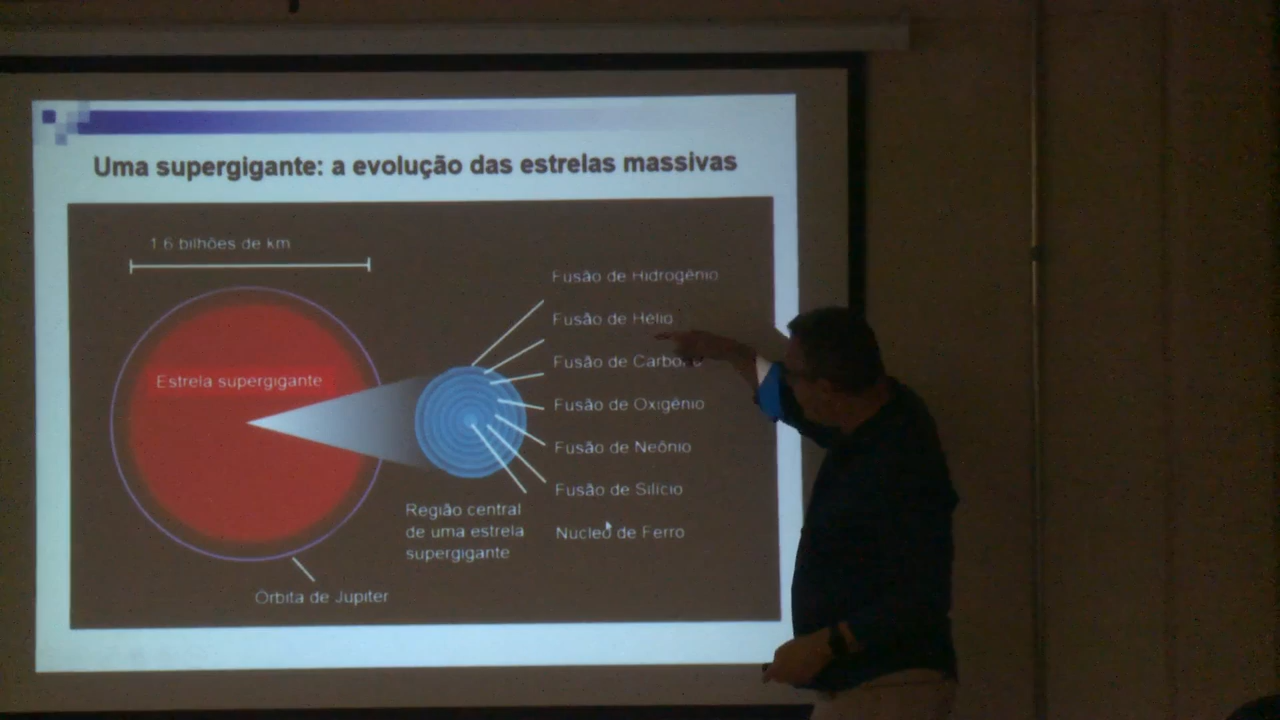 Uma supergigante: a evolução das estrelas massivas
1.6 bilhões de km
Fusão de Hidrogênio
Fusão de Hélio
Fusão de Carbono
Fusão de Oxigênio
Fusão de Neônio
Fusão de Silício
Núcleo de Ferro
Estrela supergigante
Região central
de uma estrela
supergigante
Órbita de Jupiter